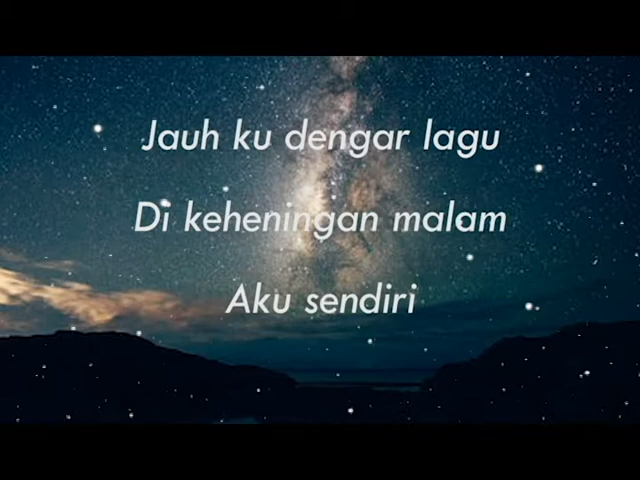 Jauh ku dengar lagu
Di keheningan malam
Aku sendiri